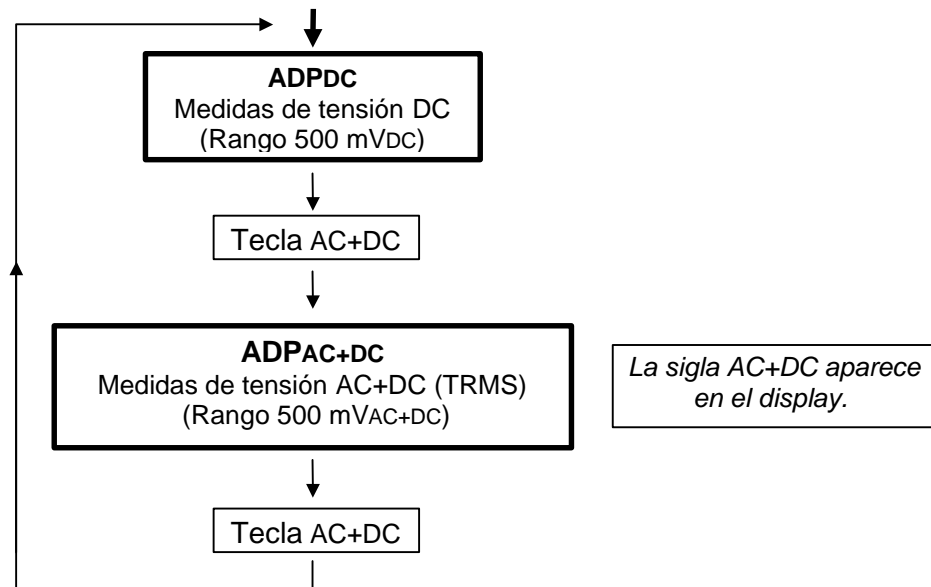 ADPDC
Medidas de tensión DC
(Rango 500 mVDC)
Tecla AC+DC
ADPAC+DC
Medidas de tensión AC+DC (TRMS)
(Rango 500 mVAC+DC)
La sigla AC+DC aparece
en el display.
Tecla AC+DC